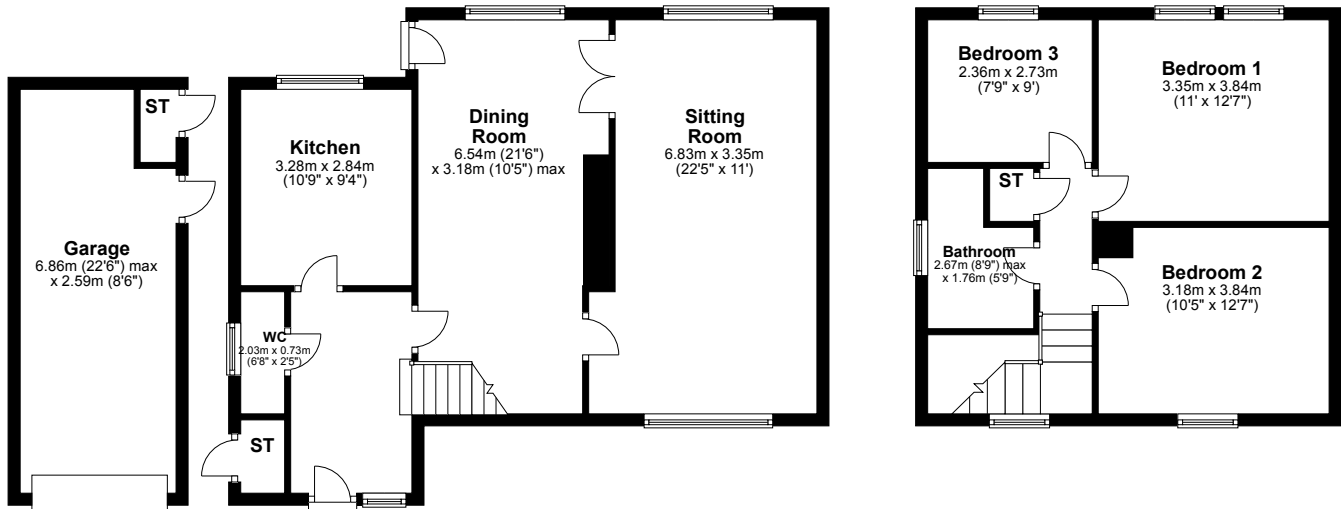 ST
Garage
6.86m (22'6") max
x 2.59m (8'6")
Kitchen
3.28m x 2.84m
(10'9" x 9'4")
WC
2.03m x 0.73m
(6'8" x 2'5")
ST
Dining
Room
6.54m (21'6")
x 3.18m (10'5") max
Sitting
Room
6.83m x 3.35m
(22'5" x 11')
Bedroom 3
2.36m x 2.73m
(7'9" x 9')
Bedroom 1
3.35m x 3.84m
(11' x 12'7")
ST
Bathroom
2.67m (8'9") max
x 1.76m (5'9")
Bedroom 2
3.18m x 3.84m
(10'5" x 12'7")